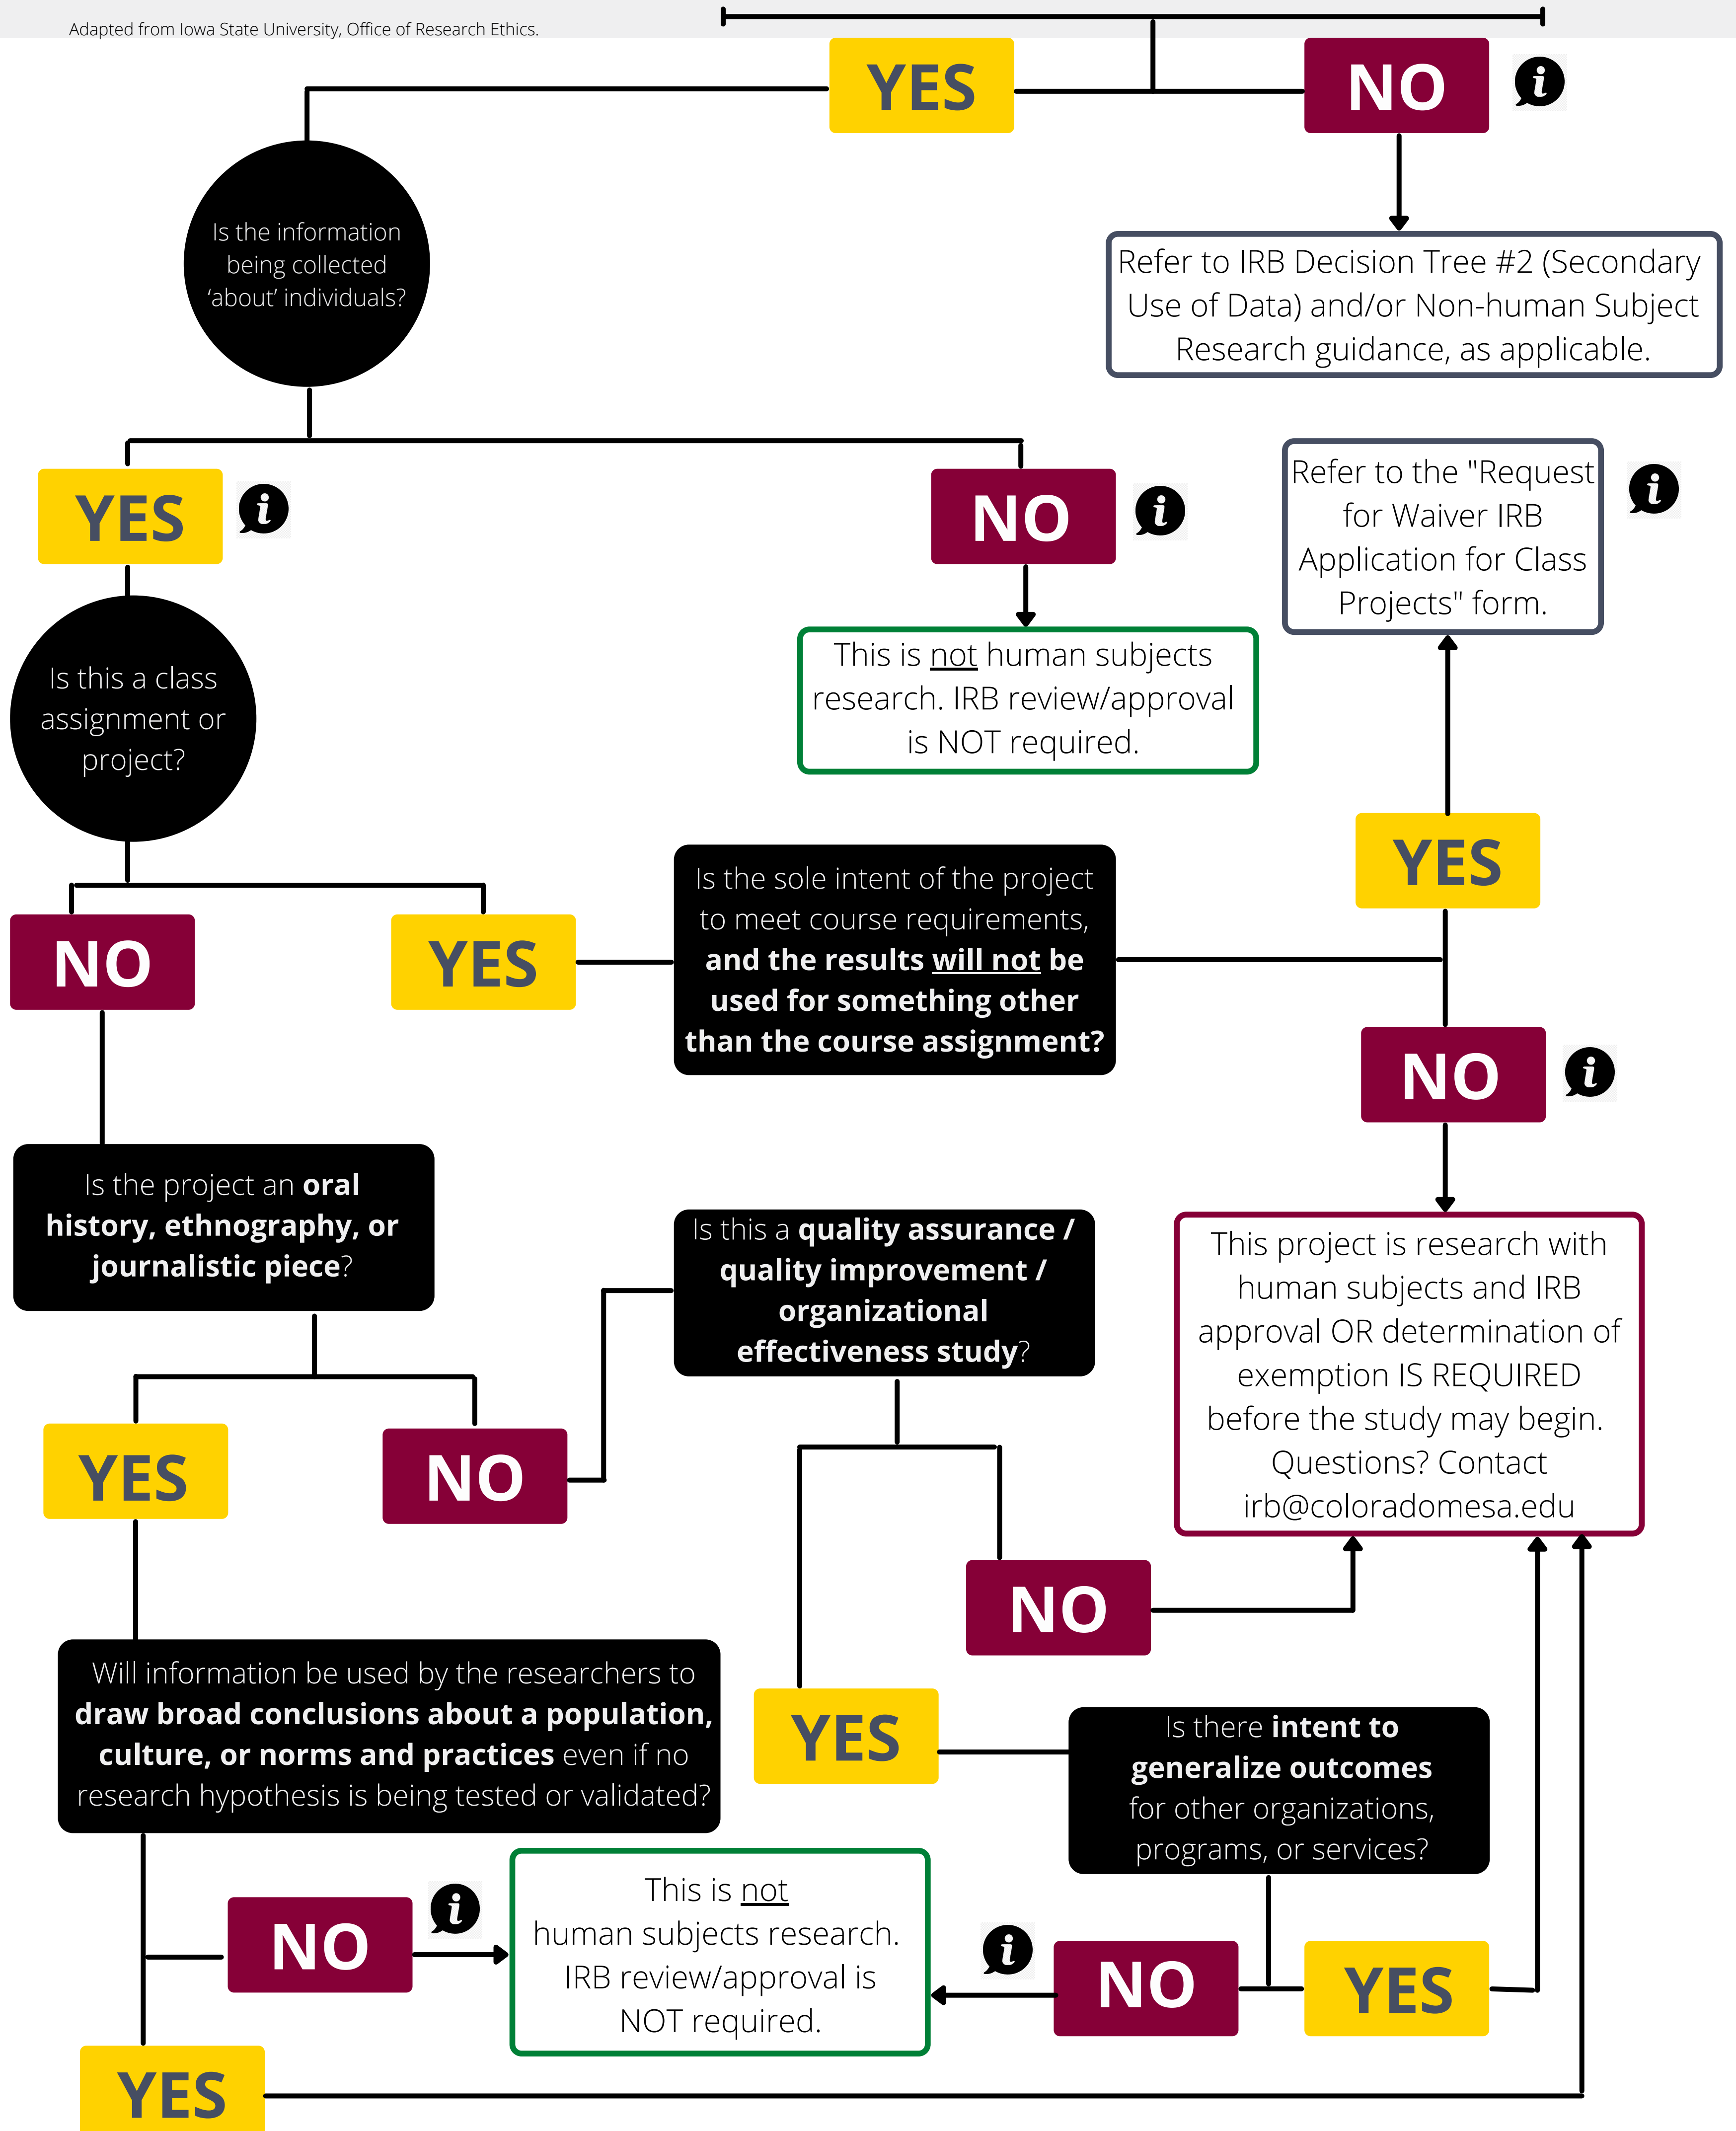 Adapted from Iowa State University, Office of Research Ethics.
YES
NO
i
Is the information
being collected
‘about’ individuals?
Refer to IRB Decision Tree #2 (Secondary
Use of Data) and/or Non-human Subject
Research guidance, as applicable.
YES
i
NO
i
Refer to the "Request
for Waiver IRB
Application for Class
Projects" form.
i
This is not human subjects
research. IRB review/approval
is NOT required.
Is this a class
assignment or
project?
YES
NO
YES
Is the sole intent of the project
to meet course requirements,
and the results will not be
used for something other
than the course assignment?
NO
i
Is the project an oral
history, ethnography, or
journalistic piece?
Is this a quality assurance /
quality improvement /
organizational
effectiveness study?
This project is research with
human subjects and IRB
approval OR determination of
exemption IS REQUIRED
before the study may begin.
Questions? Contact
irb@coloradomesa.edu
YES
NO
NO
Will information be used by the researchers to
draw broad conclusions about a population,
culture, or norms and practices even if no
research hypothesis is being tested or validated?
YES
Is there intent to
generalize outcomes
for other organizations,
programs, or services?
NO
i
This is not
human subjects research.
IRB review/approval is
NOT required.
i
NO
YES
YES